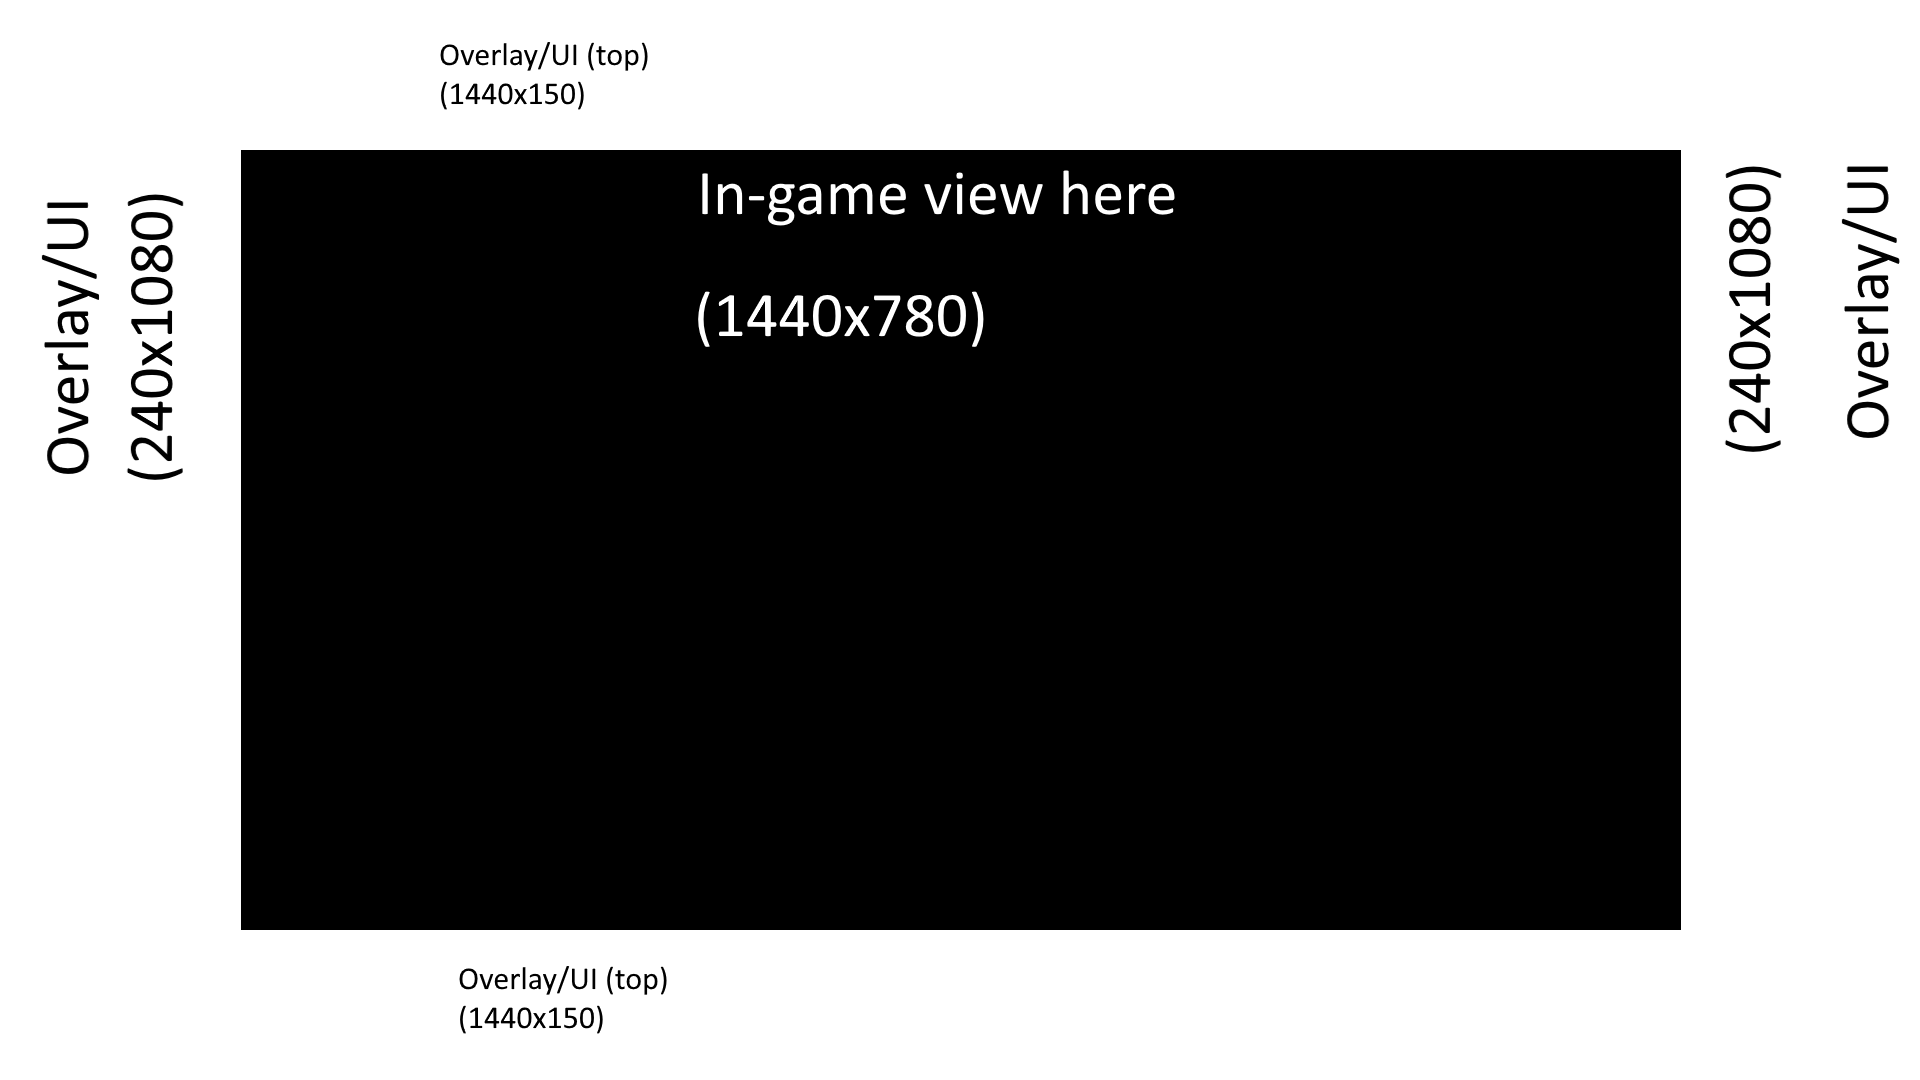 Overlay/UI (top)
(1440x150)
Overlay/UI
(240x1080)
In-game view here
(1440x780)
(240x1080)
Overlay/UI
Overlay/UI (top)
(1440x150)